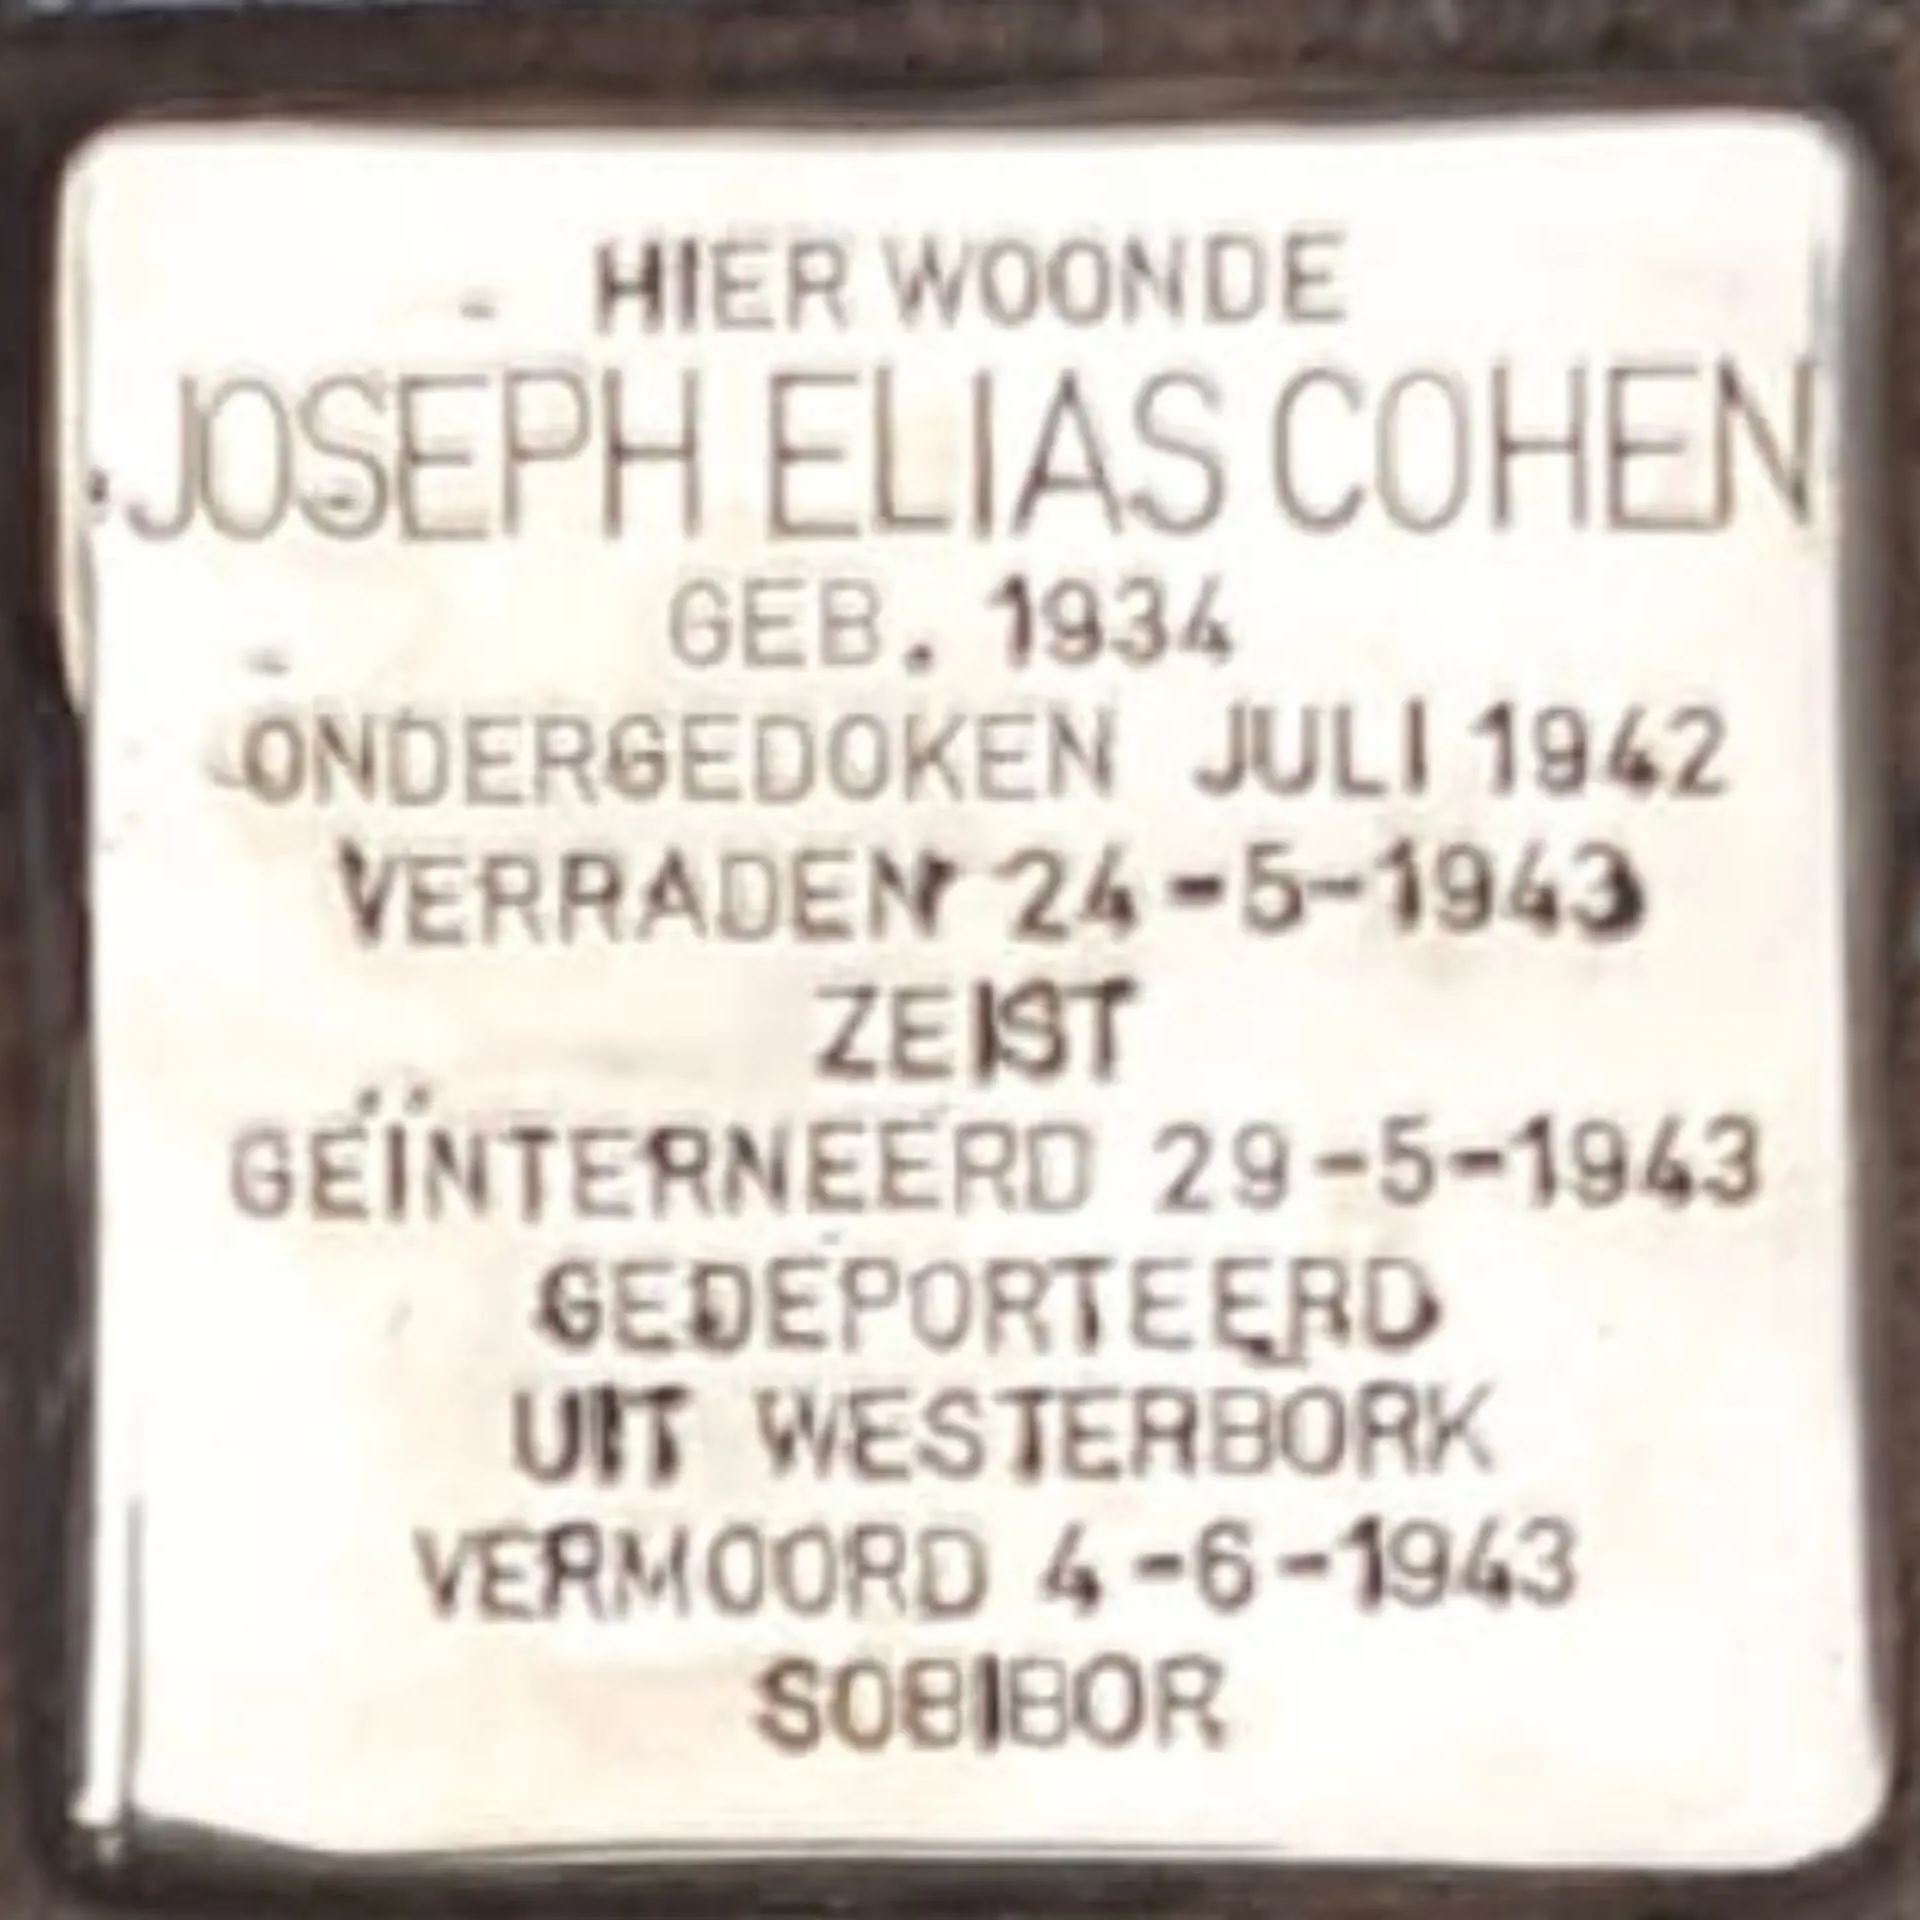 HIER WOONDE
JOSEPH ELIAS COHEN
GEB. 1934
ONDERGEDOKEN JULI 1942
VERRADEN 24-5-1943
ZEIST
GEÏNTERNEERD 29-5-1943
GEDEPORTEERD
UIT WESTERBORK
VERMOORD 4-6-1943
SOBIBOR